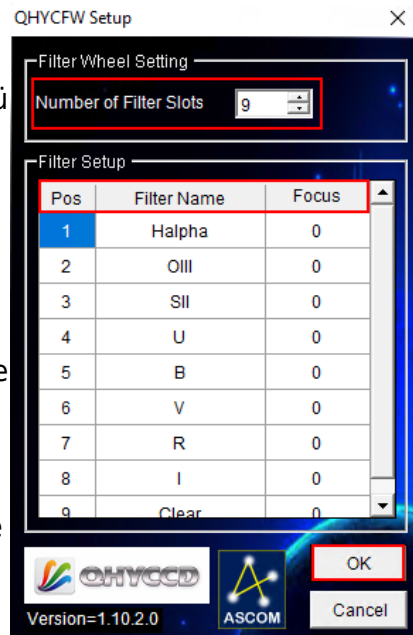 QHYCFW Setup
Filter Wheel Setting
ü
Number of Filter Slots 9
Filter Setup
Pos Filter Name Focus
1 Halpha 0
2 OIII 0
3 SII 0
4 U 0
e
5 B 0
6 V 0
7 R 0
8 I 0
9 Clear 0
e
QHYCCD
ASCOM
OK
Version=1.10.2.0
Cancel